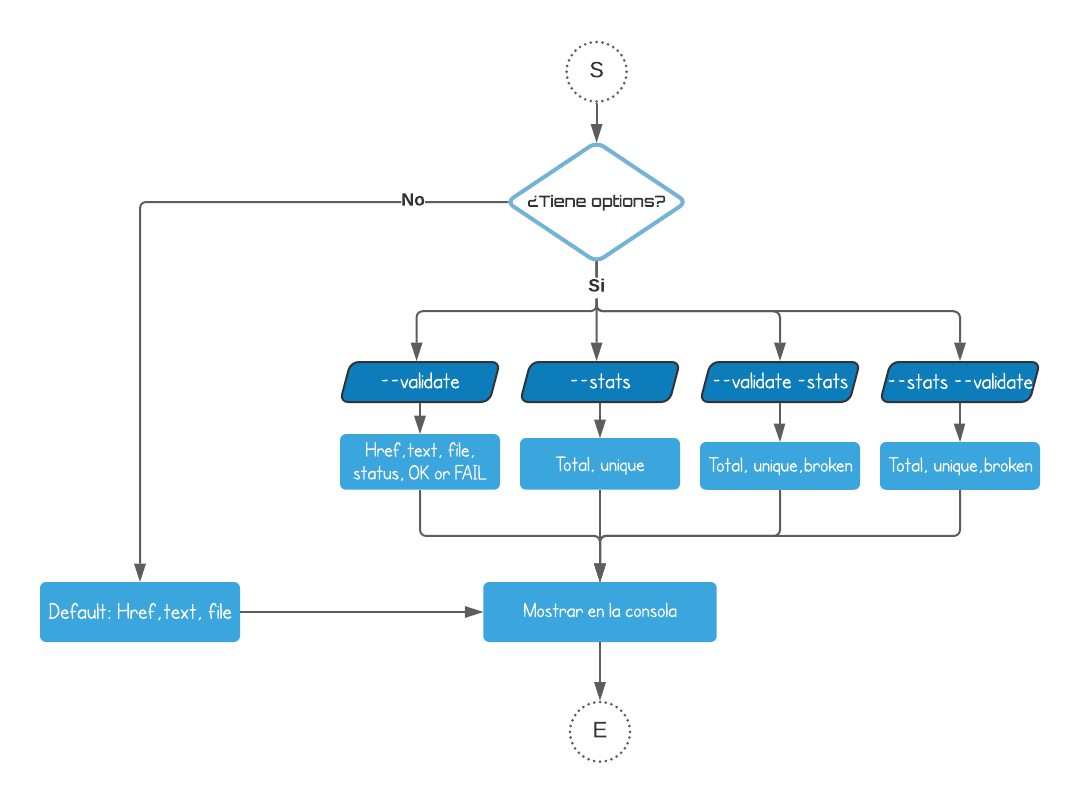 S
¿Tiene options?
No
Si
--validate
--stats
--validate -stats
--stats --validate
Href,text, file,
status, OK or FAIL
Total, unique
Total, unique,broken
Total, unique,broken
Default: Href,text, file
Mostrar en la consola
E